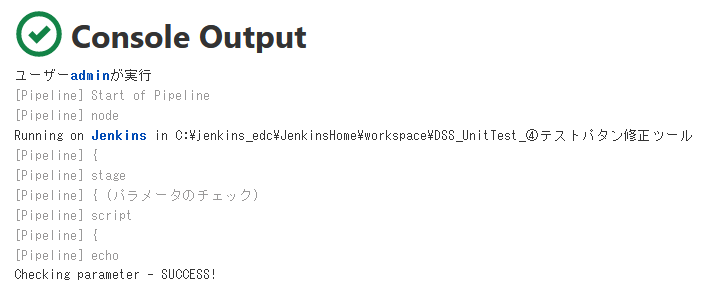 Console Output
ユーザーadminが実行
[Pipeline] Start of Pipeline
[Pipeline] node
Running on Jenkins in C:¥jenkins_edc¥JenkinsHome¥workspace¥DSS_UnitTest_④テストパタン修正ツール
[Pipeline] {
[Pipeline] stage
[Pipeline] { (パラメータのチェック)
[Pipeline] script
[Pipeline] {
[Pipeline] echo
Checking parameter - SUCCESS!